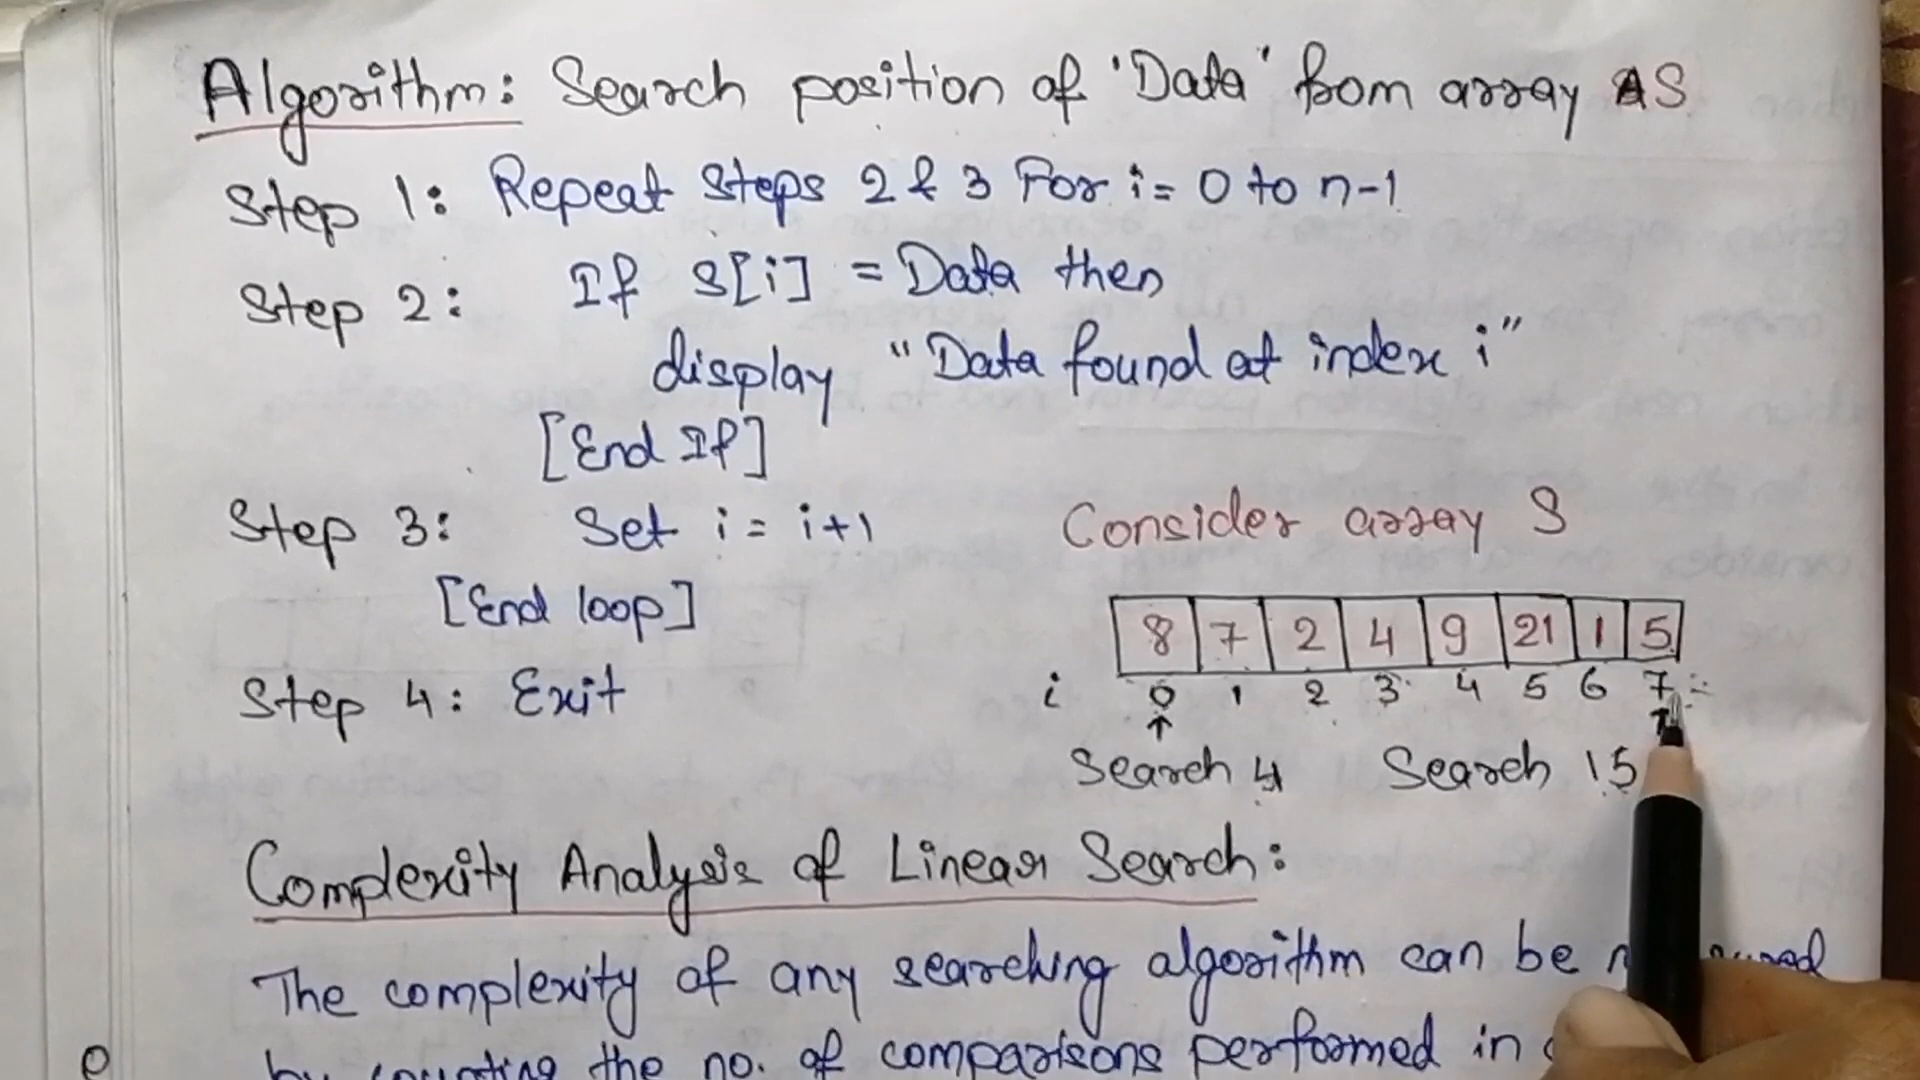 Algorithm: Search position of 'Data' from array S
Step 1: Repeat Steps 2 & 3 For i = 0 to n-1
Step 2: If S[i] = Data then
display "Data found at index i"
[End If]
Step 3: Set i = i+1
[End loop]
Step 4: Exit
Consider array S
8 7 2 4 9 21 1 5
i 0 1 2 3 4 5 6 7
Search 4 Search 15
Complexity Analysis of Linear Search:
The complexity of any searching algorithm can be
by counting the no. of comparisons performed in